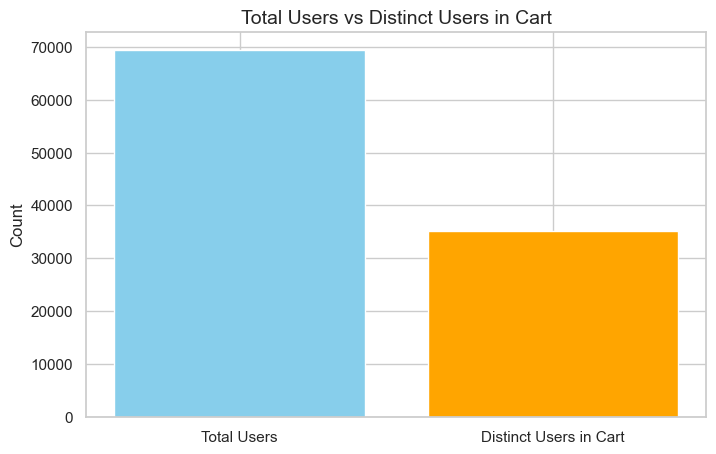 Total Users vs Distinct Users in Cart
70000
60000
50000
40000
30000
20000
10000
0
Count
Total Users
Distinct Users in Cart